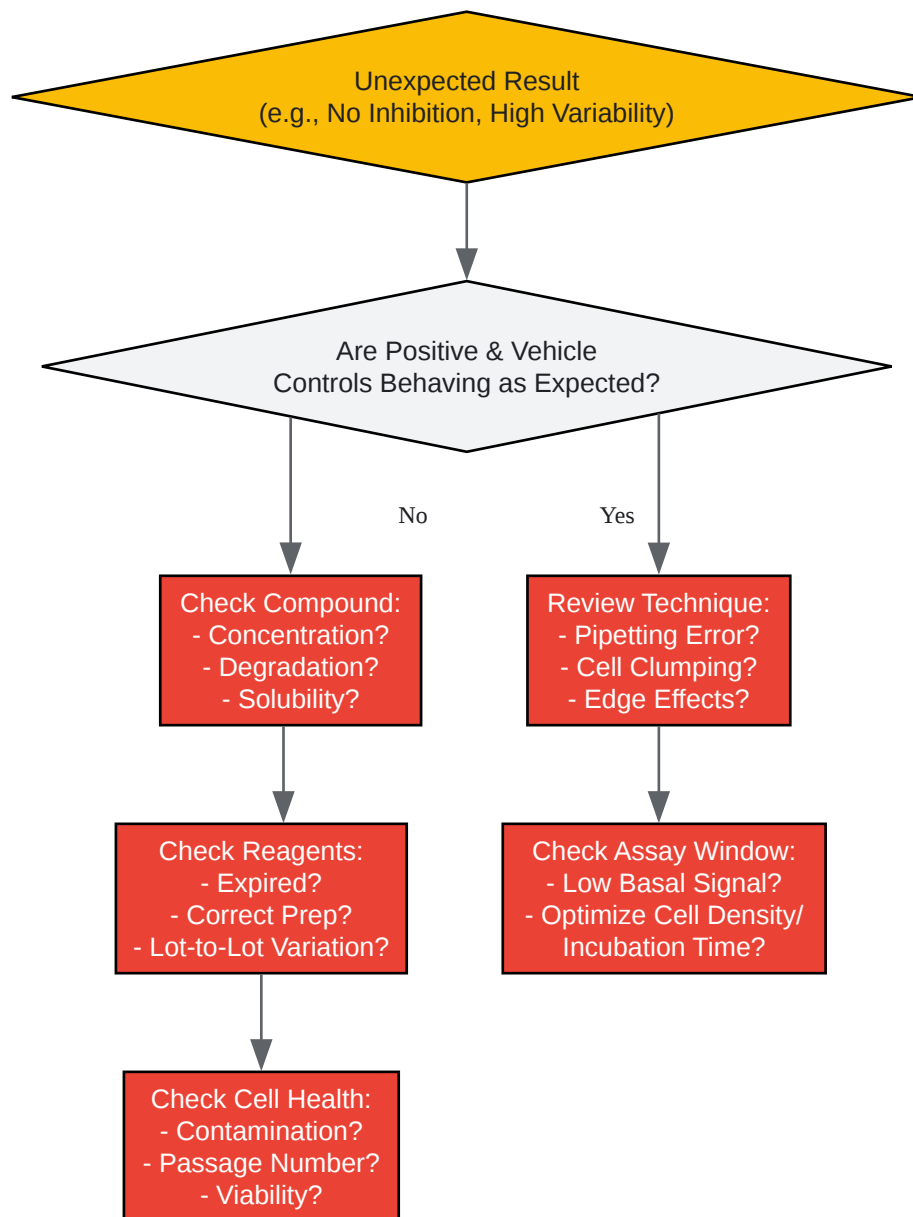 Unexpected Result
(e.g., No Inhibition, High Variability)
Are Positive & Vehicle
Controls Behaving as Expected?
No
Yes
Check Compound:
- Concentration?
- Degradation?
- Solubility?
Review Technique:
- Pipetting Error?
- Cell Clumping?
- Edge Effects?
Check Reagents:
- Expired?
- Correct Prep?
- Lot-to-Lot Variation?
Check Assay Window:
- Low Basal Signal?
- Optimize Cell Density/
Incubation Time?
Check Cell Health:
- Contamination?
- Passage Number?
- Viability?